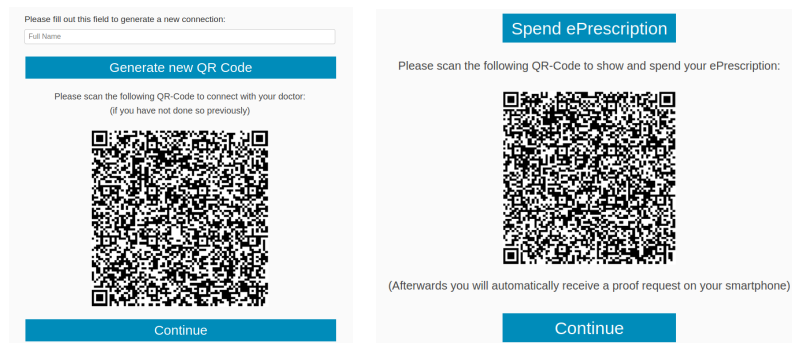 Please fill out this field to generate a new connection:
Full Name
Generate new QR Code
Please scan the following QR-Code to connect with your doctor:
(if you have not done so previously)
Continue
Spend ePrescription
Please scan the following QR-Code to show and spend your ePrescription:
(Afterwards you will automatically receive a proof request on your smartphone)
Continue